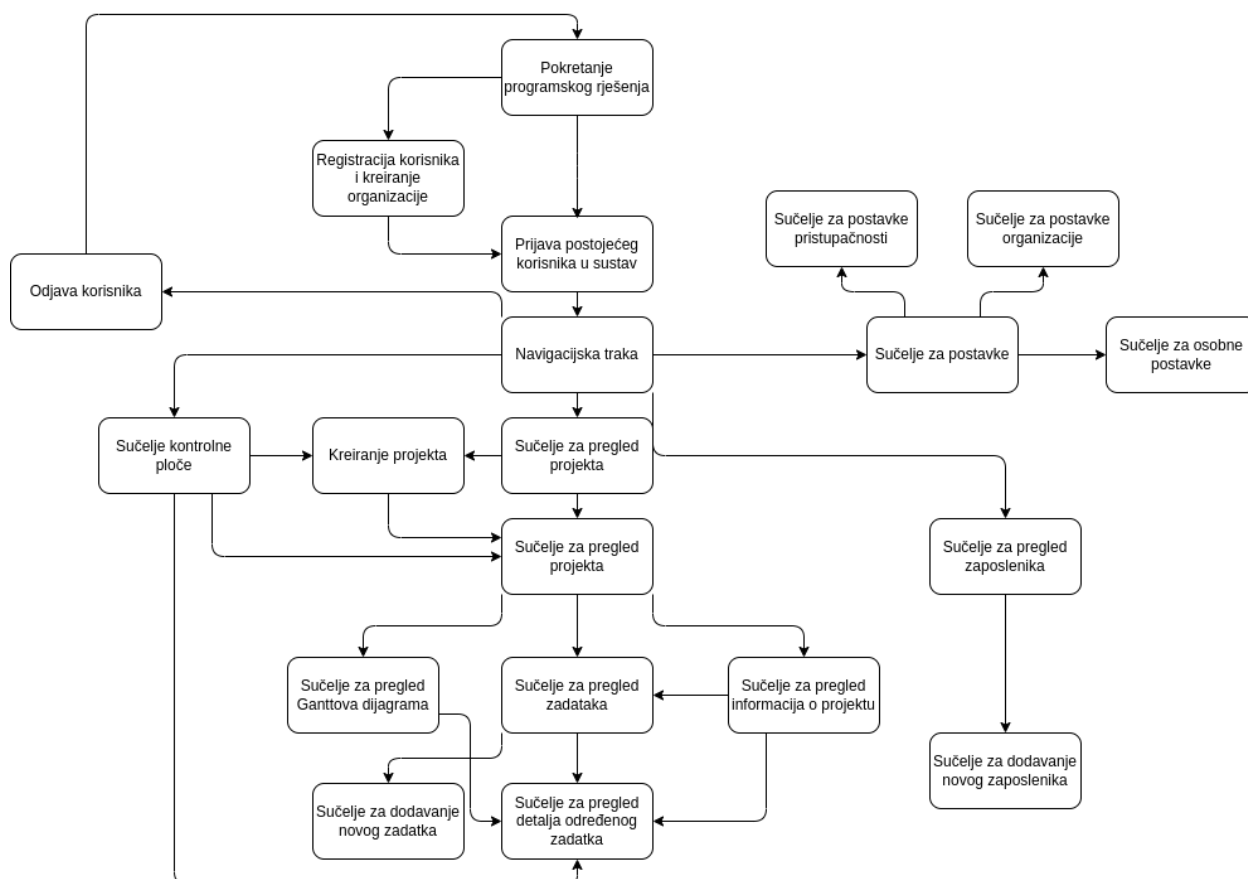 Pokretanje
programskog rješenja
Registracija korisnika
i kreiranje
organizacije
Sučelje za postavke
pristupačnosti
Sučelje za postavke
organizacije
Prijava postojećeg
korisnika u sustav
Odjava korisnika
Navigacijska traka
Sučelje za postavke
Sučelje za osobne
postavke
Sučelje kontrolne
ploče
Kreiranje projekta
Sučelje za pregled
projekta
Sučelje za pregled
projekta
Sučelje za pregled
zaposlenika
Sučelje za pregled
Ganttova dijagrama
Sučelje za pregled
zadataka
Sučelje za pregled
informacija o projektu
Sučelje za dodavanje
novog zaposlenika
Sučelje za dodavanje
novog zadatka
Sučelje za pregled
detalja određenog
zadatka